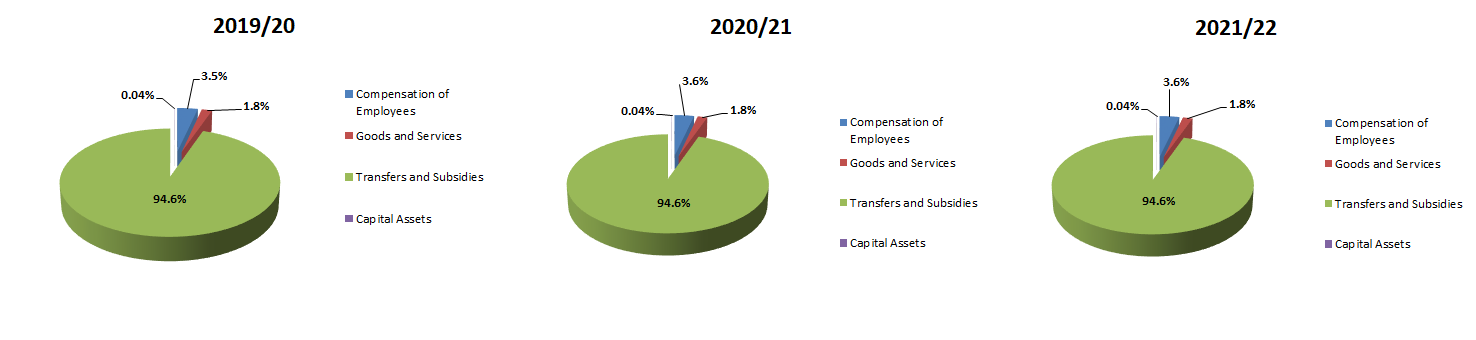 2019/20
3.5%
0.04%
1.8%
94.6%
Compensation of
Employees
Goods and Services
Transfers and Subsidies
Capital Assets
2020/21
3.6%
0.04%
1.8%
94.6%
Compensation of
Employees
Goods and Services
Transfers and Subsidies
Capital Assets
2021/22
3.6%
0.04%
1.8%
94.6%
Compensation of
Employees
Goods and Services
Transfers and Subsidies
Capital Assets